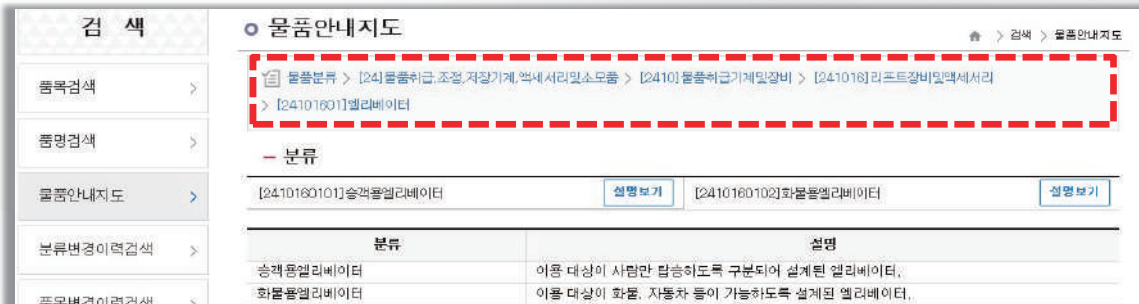 검 색
품목검색 >
품명검색 >
물품안내지도 >
분류변경이력검색 >
품목변경이력검색 >
물품안내지도
> 검색 > 물품안내지도
물품분류 > [24]물품취급,조절,저장기계,액세서리및소모품 > [2410]물품취급기계및장비 > [241016]리프트장비및액세서리
> [24101601]엘리베이터
– 분류
[2410160101]승객용엘리베이터 설명보기 [2410160102]화물용엘리베이터 설명보기
분류 설명
승객용엘리베이터 이용 대상이 사람만 탑승하도록 구분되어 설계된 엘리베이터.
화물용엘리베이터 이용 대상이 화물, 자동차 등이 가능하도록 설계된 엘리베이터.